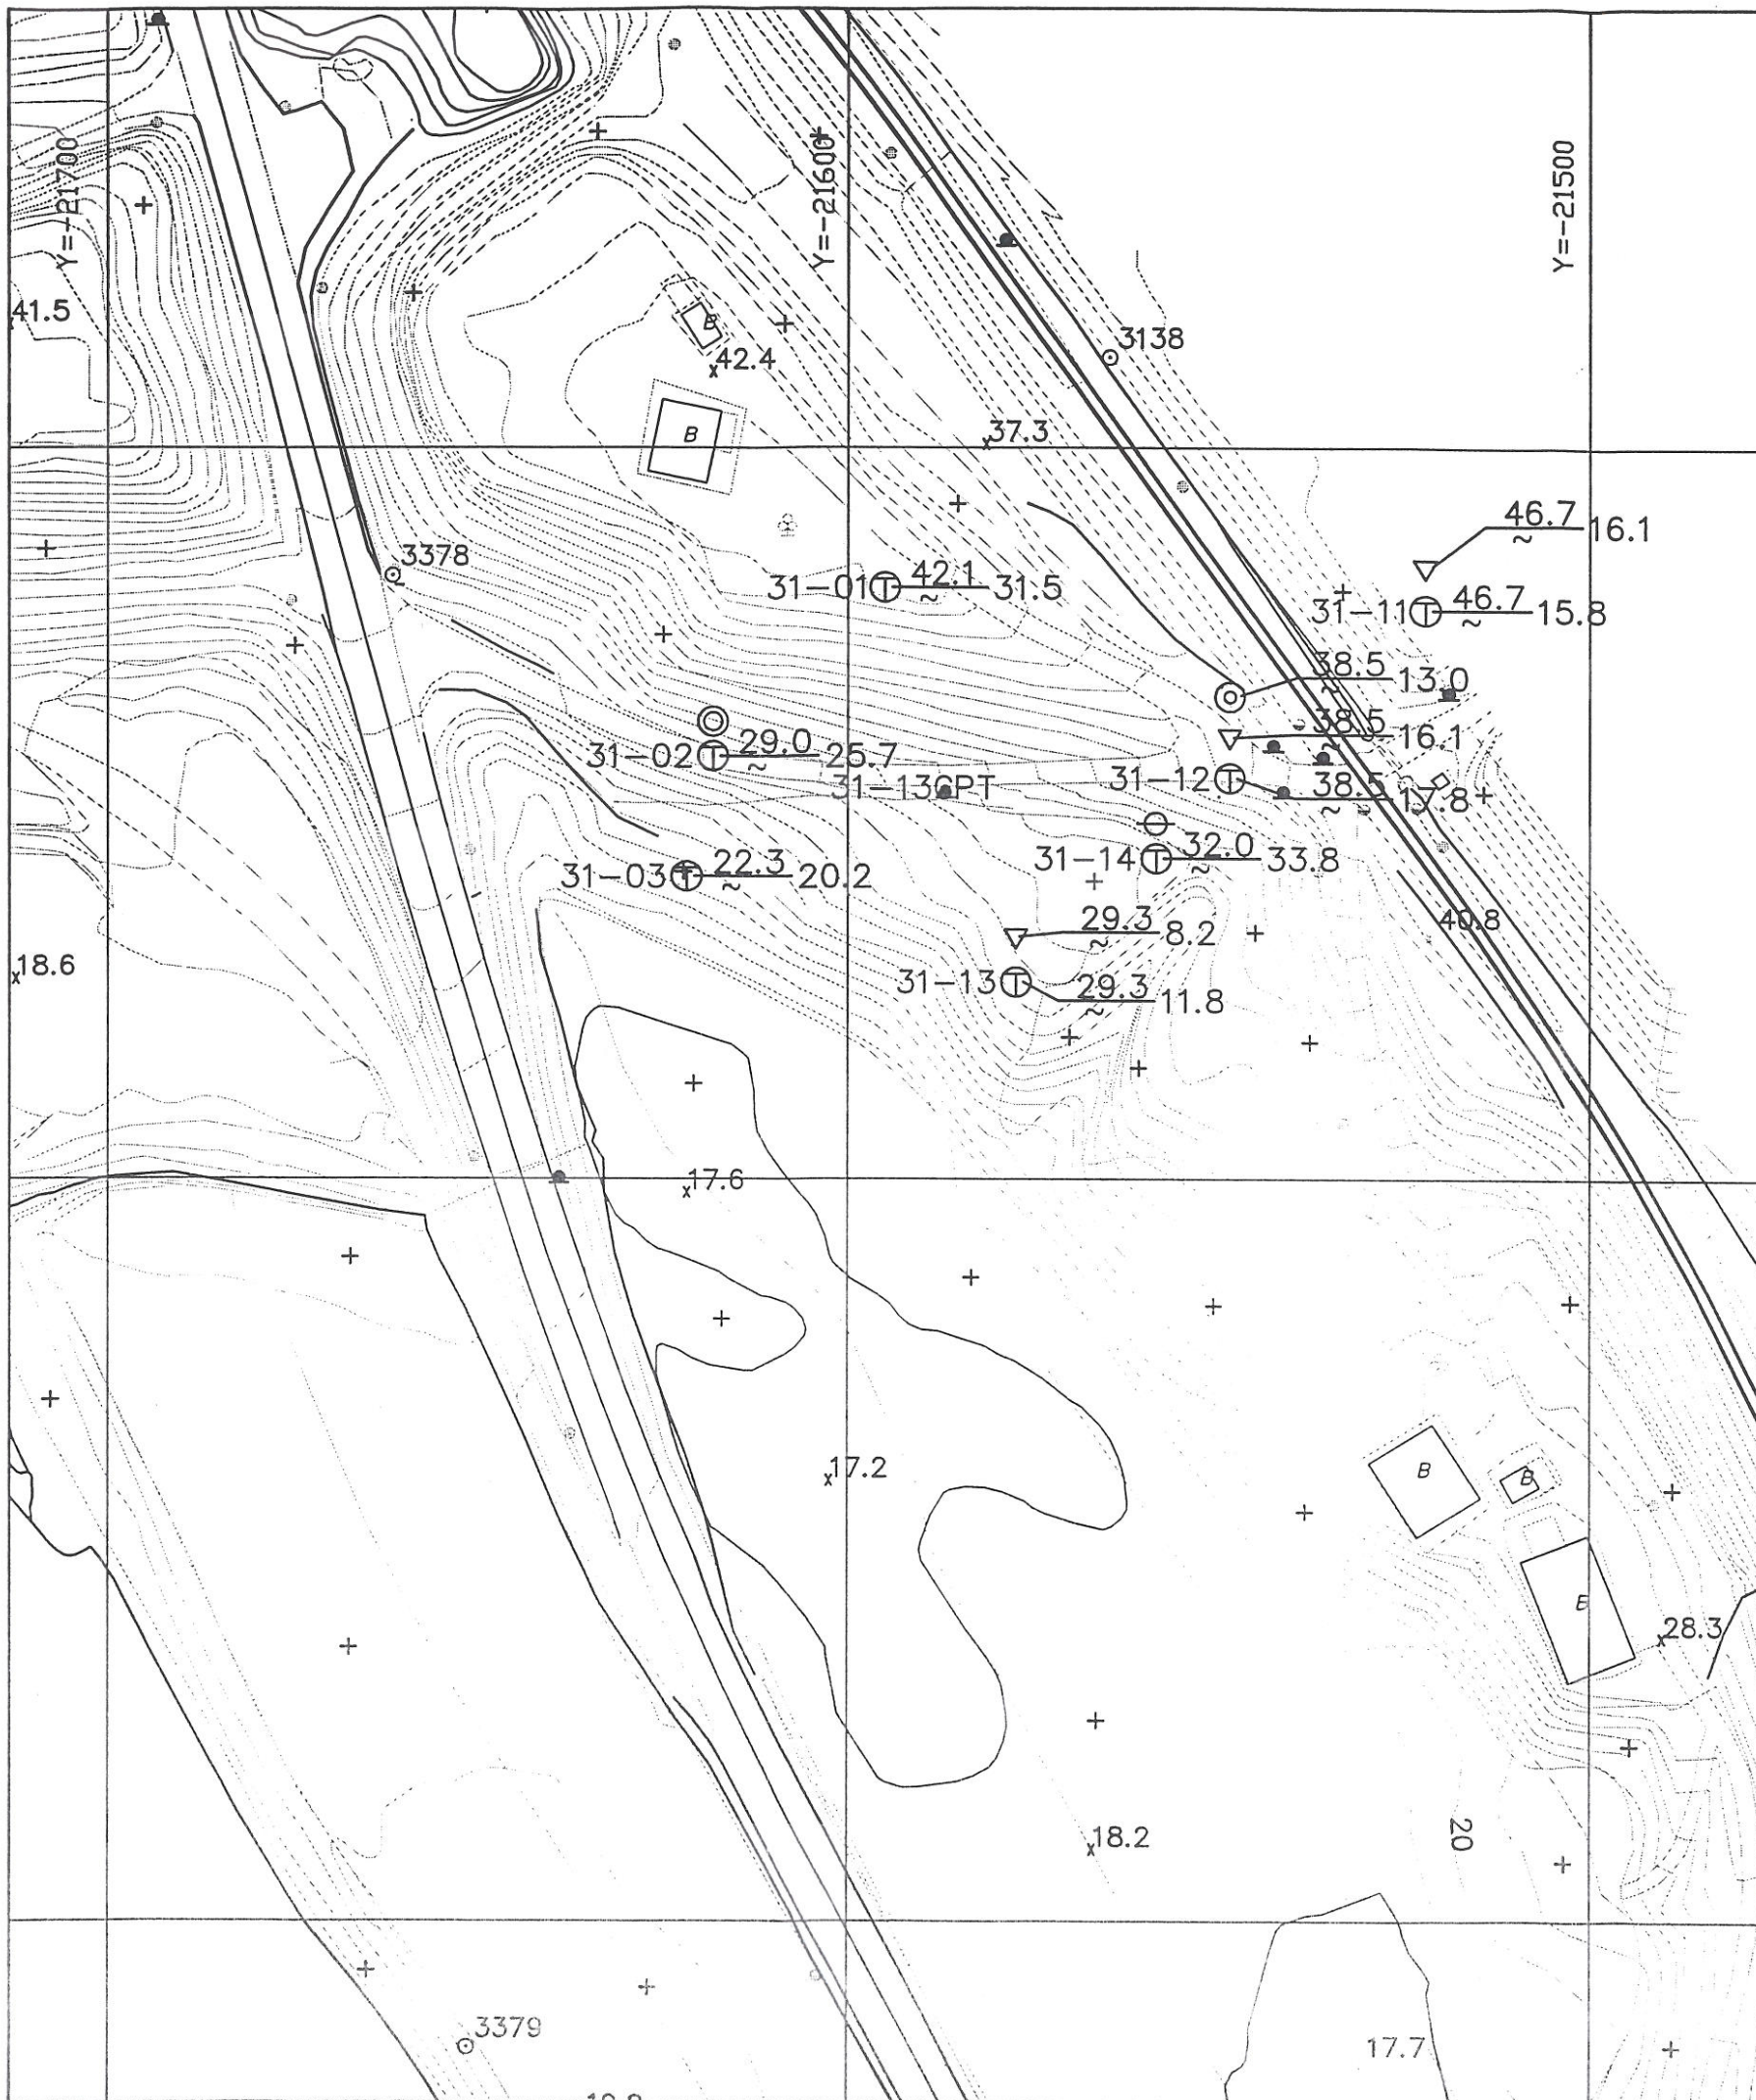 Y=-21700
Y=-21600
Y=-21500
41.5
B
42.4
3138
B
37.3
46.7
~ 16.1
3378
31-01 T 42.1
~ 31.5
31-11 T 46.7
~ 15.8
38.5
~ 13.0
31-02 T 29.0
~ 25.7
38.5
~ 16.1
31-13CPT
31-12 T 38.5
~ 17.8
31-14 T 32.0
~ 33.8
31-03 T 22.3
~ 20.2
40.8
29.3
~ 8.2
18.6
31-13 T 29.3
~ 11.8
17.6
17.2
B
B
B
28.3
18.2
20
3379
17.7